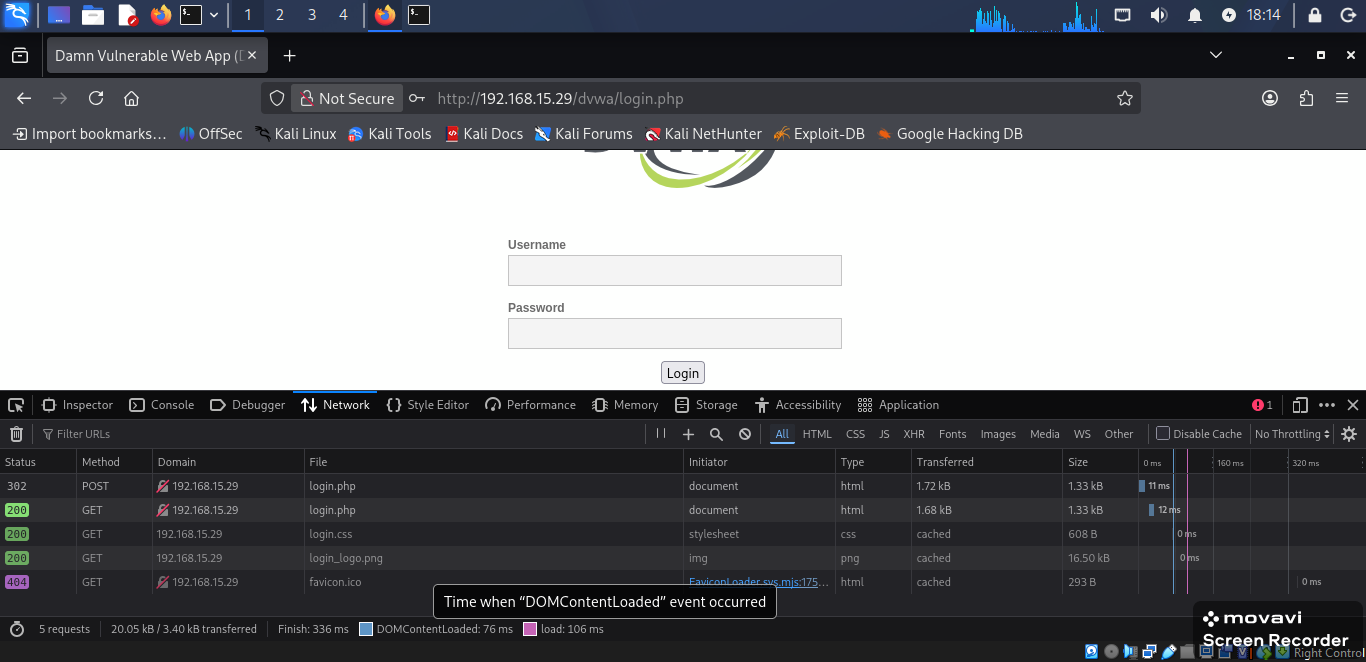 1 2 3 4 18:14
Damn Vulnerable Web App (
Not Secure http://192.168.15.29/dvwa/login.php
Import bookmarks… OffSec Kali Linux Kali Tools Kali Docs Kali Forums Kali NetHunter Exploit-DB Google Hacking DB
Username
Password
Login
Inspector Console Debugger Network Style Editor Performance Memory Storage Accessibility Application 1
Filter URLs All HTML CSS JS XHR Fonts Images Media WS Other Disable Cache No Throttling
Status Method Domain File Initiator Type Transferred Size 0 ms 160 ms 320 ms
302 POST 192.168.15.29 login.php document html 1.72 kB 1.33 kB 11 ms
200 GET 192.168.15.29 login.php document html 1.68 kB 1.33 kB 12 ms
200 GET 192.168.15.29 login.css stylesheet css cached 608 B 0 ms
200 GET 192.168.15.29 login_logo.png img png cached 16.50 kB 0 ms
404 GET 192.168.15.29 favicon.ico FaviconLoader.sys.mjs:175… html cached 293 B 0 ms
Time when “DOMContentLoaded” event occurred
5 requests 20.05 kB / 3.40 kB transferred Finish: 336 ms DOMContentLoaded: 76 ms load: 106 ms
movavi
Screen Recorder
Right Control